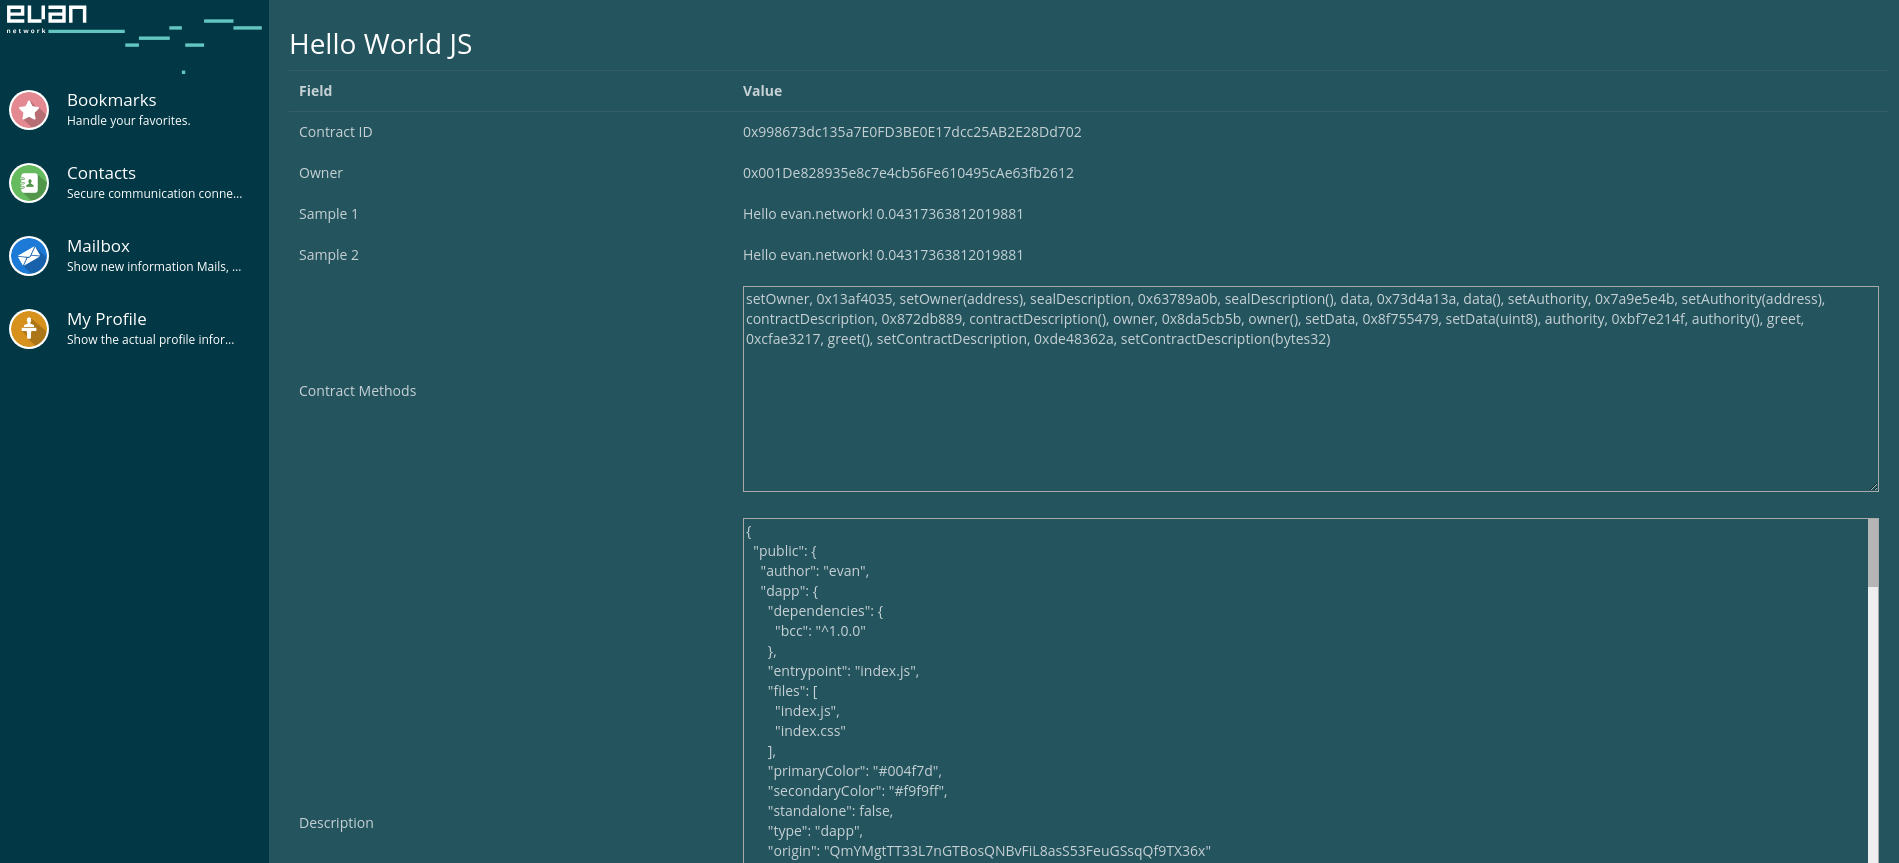 evan
network
Bookmarks
Handle your favorites.
Contacts
Secure communication conne...
Mailbox
Show new information Mails, ...
My Profile
Show the actual profile infor...
Hello World JS
Field Value
Contract ID 0x998673dc135a7E0FD3BE0E17dcc25AB2E28Dd702
Owner 0x001De828935e8c7e4cb56Fe610495cAe63fb2612
Sample 1 Hello evan.network! 0.04317363812019881
Sample 2 Hello evan.network! 0.04317363812019881
Contract Methods
setOwner, 0x13af4035, setOwner(address), sealDescription, 0x63789a0b, sealDescription(), data, 0x73d4a13a, data(), setAuthority, 0x7a9e5e4b, setAuthority(address),
contractDescription, 0x872db889, contractDescription(), owner, 0x8da5cb5b, owner(), setData, 0x8f755479, setData(uint8), authority, 0xbf7e214f, authority(), greet,
0xcfae3217, greet(), setContractDescription, 0xde48362a, setContractDescription(bytes32)
Description
{
"public": {
"author": "evan",
"dapp": {
"dependencies": {
"bcc": "^1.0.0"
},
"entrypoint": "index.js",
"files": [
"index.js",
"index.css"
],
"primaryColor": "#004f7d",
"secondaryColor": "#f9f9ff",
"standalone": false,
"type": "dapp",
"origin": "QmYMgtTT33L7nGTBosQNBvFiL8asS53FeuGSsqQf9TX36x"